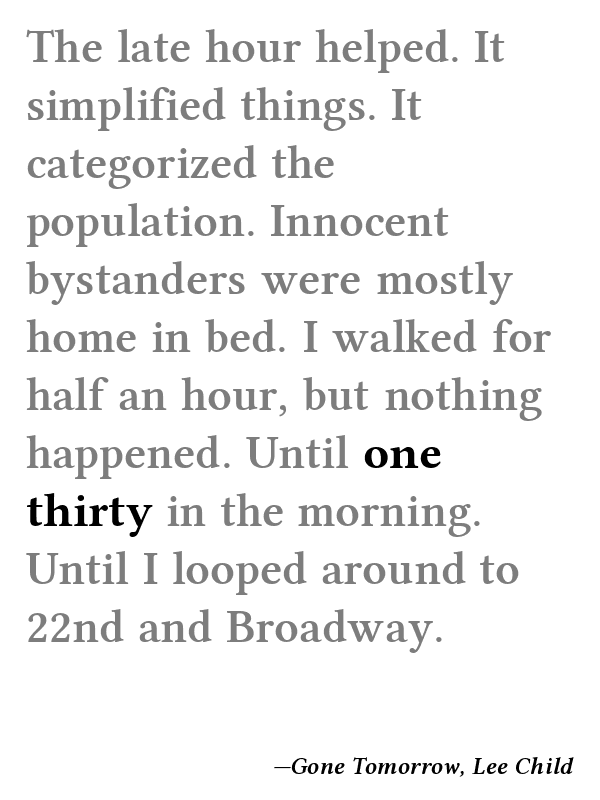 The late hour helped. It
simplified things. It
categorized the
population. Innocent
bystanders were mostly
home in bed. I walked for
half an hour, but nothing
happened. Until one
thirty in the morning.
Until I looped around to
22nd and Broadway.
—Gone Tomorrow, Lee Child